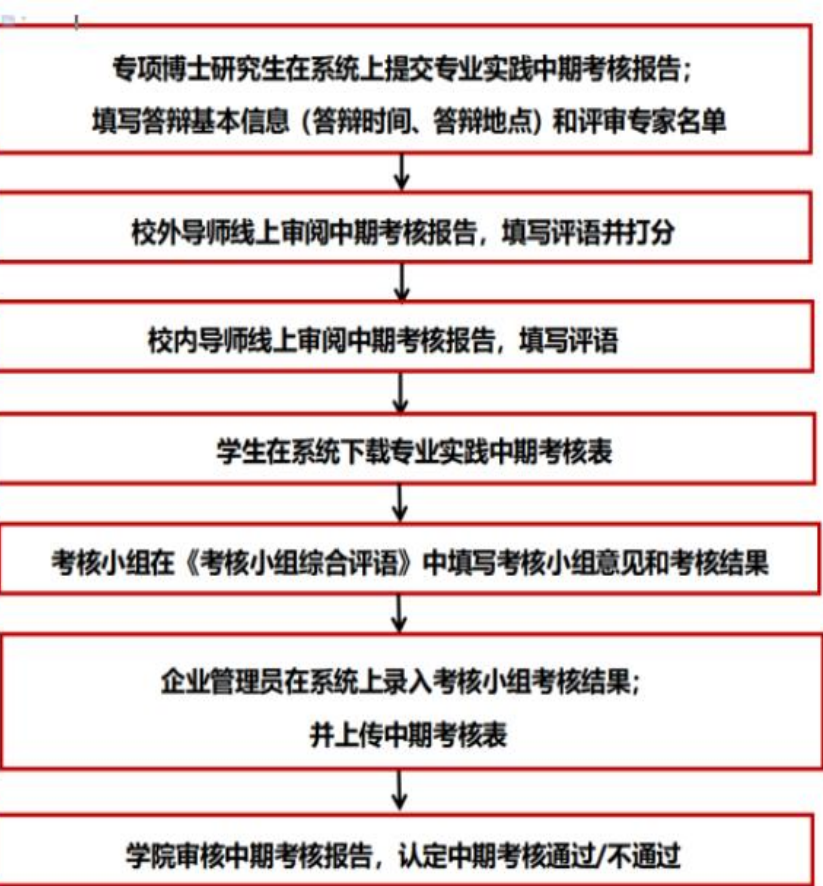 专项博士研究生在系统上提交专业实践中期考核报告；
填写答辩基本信息（答辩时间、答辩地点）和评审专家名单
校外导师线上审阅中期考核报告，填写评语并打分
校内导师线上审阅中期考核报告，填写评语
学生在系统下载专业实践中期考核表
考核小组在《考核小组综合评语》中填写考核小组意见和考核结果
企业管理员在系统上录入考核小组考核结果；
并上传中期考核表
学院审核中期考核报告，认定中期考核通过/不通过